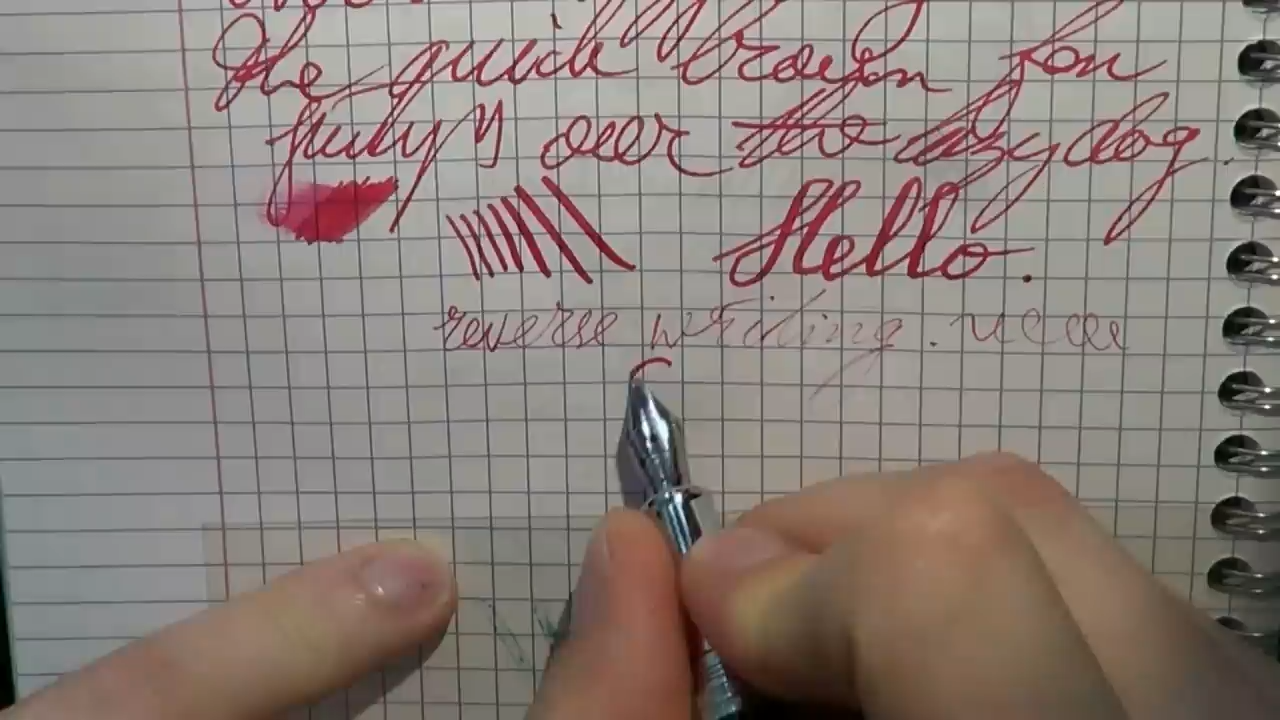 The quick brown fox
jumps over the lazy dog.
Hello.
reverse writing.